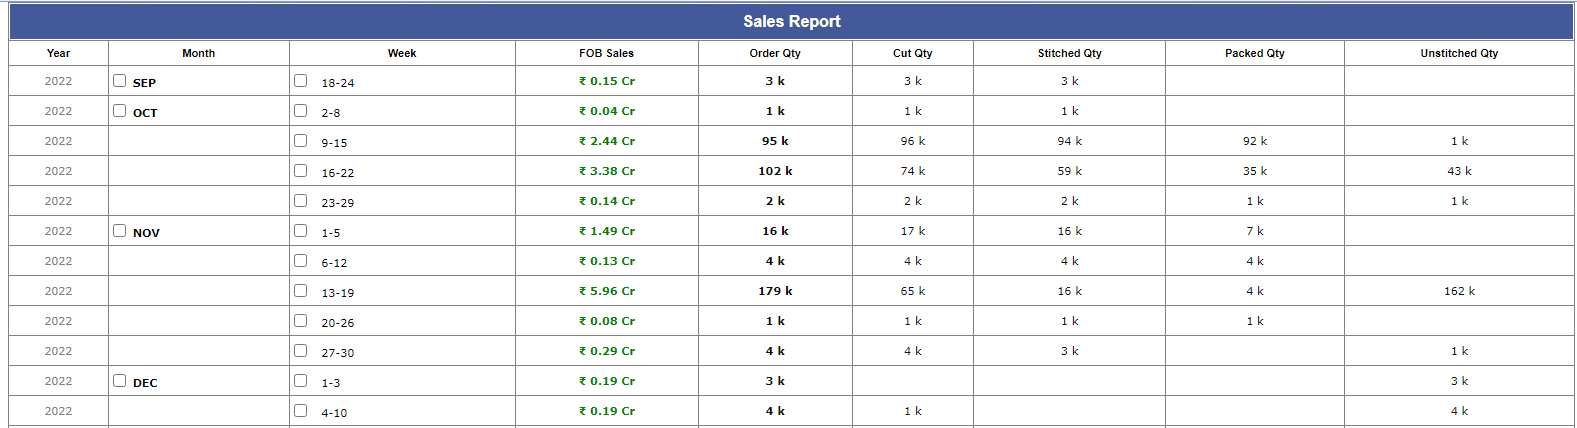 Sales Report
Year Month Week FOB Sales Order Qty Cut Qty Stitched Qty Packed Qty Unstitched Qty
2022 SEP 18-24 ₹ 0.15 Cr 3 k 3 k 3 k
2022 OCT 2-8 ₹ 0.04 Cr 1 k 1 k 1 k
2022 9-15 ₹ 2.44 Cr 95 k 96 k 94 k 92 k 1 k
2022 16-22 ₹ 3.38 Cr 102 k 74 k 59 k 35 k 43 k
2022 23-29 ₹ 0.14 Cr 2 k 2 k 2 k 1 k 1 k
2022 NOV 1-5 ₹ 1.49 Cr 16 k 17 k 16 k 7 k
2022 6-12 ₹ 0.13 Cr 4 k 4 k 4 k 4 k
2022 13-19 ₹ 5.96 Cr 179 k 65 k 16 k 4 k 162 k
2022 20-26 ₹ 0.08 Cr 1 k 1 k 1 k 1 k
2022 27-30 ₹ 0.29 Cr 4 k 4 k 3 k 1 k
2022 DEC 1-3 ₹ 0.19 Cr 3 k 3 k
2022 4-10 ₹ 0.19 Cr 4 k 1 k 4 k